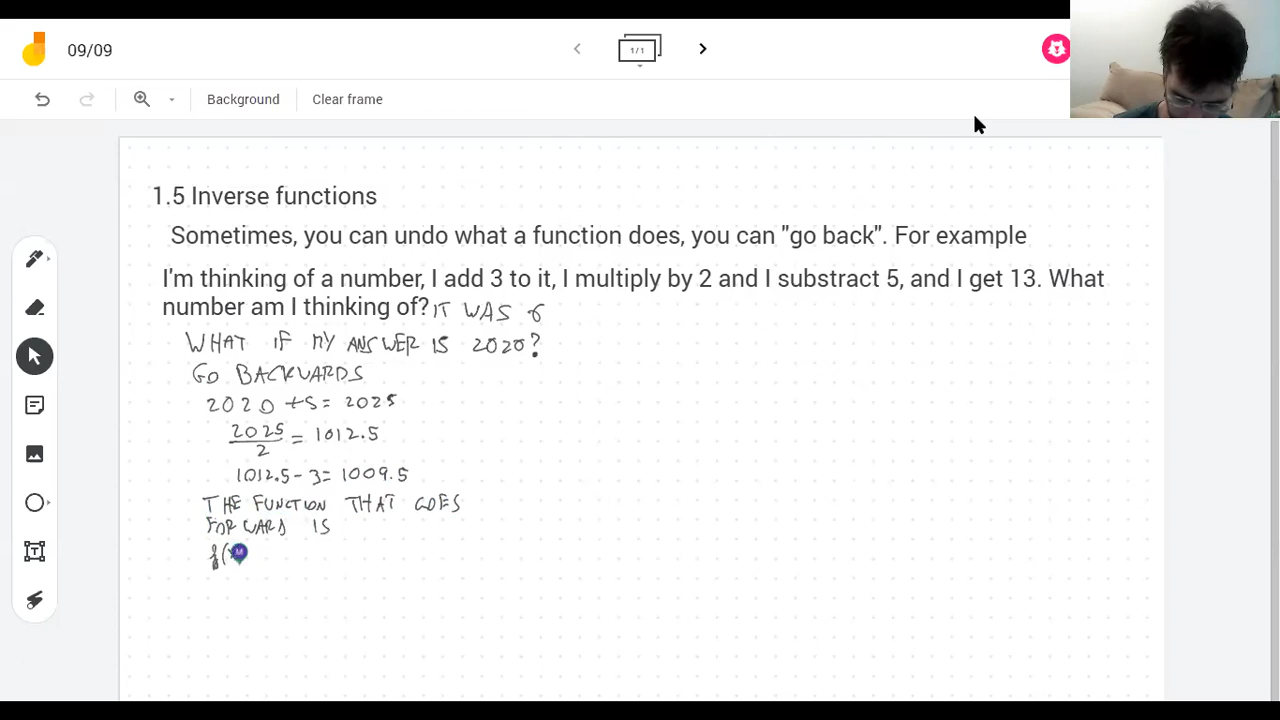 09/09
1/1
Background
Clear frame
1.5 Inverse functions
Sometimes, you can undo what a function does, you can "go back". For example
I'm thinking of a number, I add 3 to it, I multiply by 2 and I substract 5, and I get 13. What
number am I thinking of? IT WAS 6
WHAT IF MY ANSWER IS 2020?
GO BACKWARDS
2020 +5= 2025
2025/2 = 1012.5
1012.5-3= 1009.5
THE FUNCTION THAT GOES
FORWARD IS
f(x
M